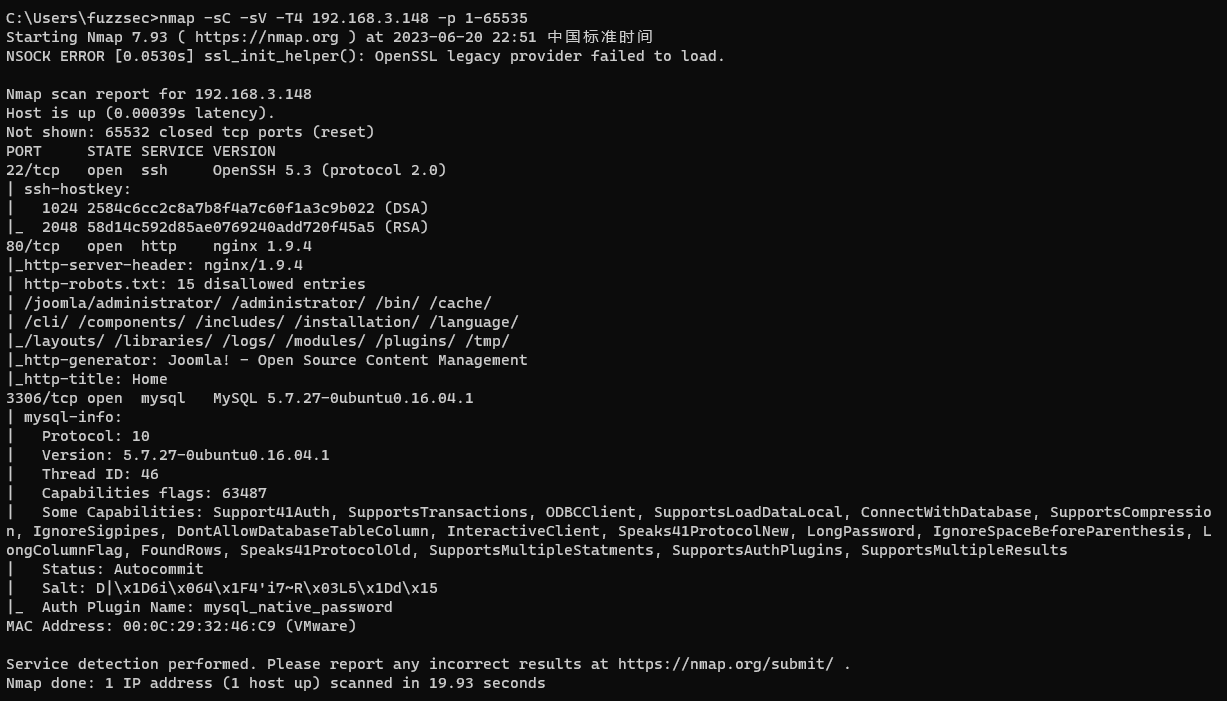 C:\Users\fuzzsec>nmap -sC -sV -T4 192.168.3.148 -p 1-65535
Starting Nmap 7.93 ( https://nmap.org ) at 2023-06-20 22:51 中国标准时间
NSOCK ERROR [0.0530s] ssl_init_helper(): OpenSSL legacy provider failed to load.

Nmap scan report for 192.168.3.148
Host is up (0.00039s latency).
Not shown: 65532 closed tcp ports (reset)
PORT     STATE SERVICE VERSION
22/tcp   open  ssh     OpenSSH 5.3 (protocol 2.0)
| ssh-hostkey:
|   1024 2584c6cc2c8a7b8f4a7c60f1a3c9b022 (DSA)
|_  2048 58d14c592d85ae0769240add720f45a5 (RSA)
80/tcp   open  http    nginx 1.9.4
|_http-server-header: nginx/1.9.4
| http-robots.txt: 15 disallowed entries
| /joomla/administrator/ /administrator/ /bin/ /cache/
| /cli/ /components/ /includes/ /installation/ /language/
|_/layouts/ /libraries/ /logs/ /modules/ /plugins/ /tmp/
|_http-generator: Joomla! - Open Source Content Management
|_http-title: Home
3306/tcp open  mysql   MySQL 5.7.27-0ubuntu0.16.04.1
| mysql-info:
|   Protocol: 10
|   Version: 5.7.27-0ubuntu0.16.04.1
|   Thread ID: 46
|   Capabilities flags: 63487
|   Some Capabilities: Support41Auth, SupportsTransactions, ODBCClient, SupportsLoadDataLocal, ConnectWithDatabase, SupportsCompressio
n, IgnoreSigpipes, DontAllowDatabaseTableColumn, InteractiveClient, Speaks41ProtocolNew, LongPassword, IgnoreSpaceBeforeParenthesis, L
ongColumnFlag, FoundRows, Speaks41ProtocolOld, SupportsMultipleStatments, SupportsAuthPlugins, SupportsMultipleResults
|   Status: Autocommit
|   Salt: D|\x1D6i\x064\x1F4'i7~R\x03L5\x1Dd\x15
|_  Auth Plugin Name: mysql_native_password
MAC Address: 00:0C:29:32:46:C9 (VMware)

Service detection performed. Please report any incorrect results at https://nmap.org/submit/ .
Nmap done: 1 IP address (1 host up) scanned in 19.93 seconds